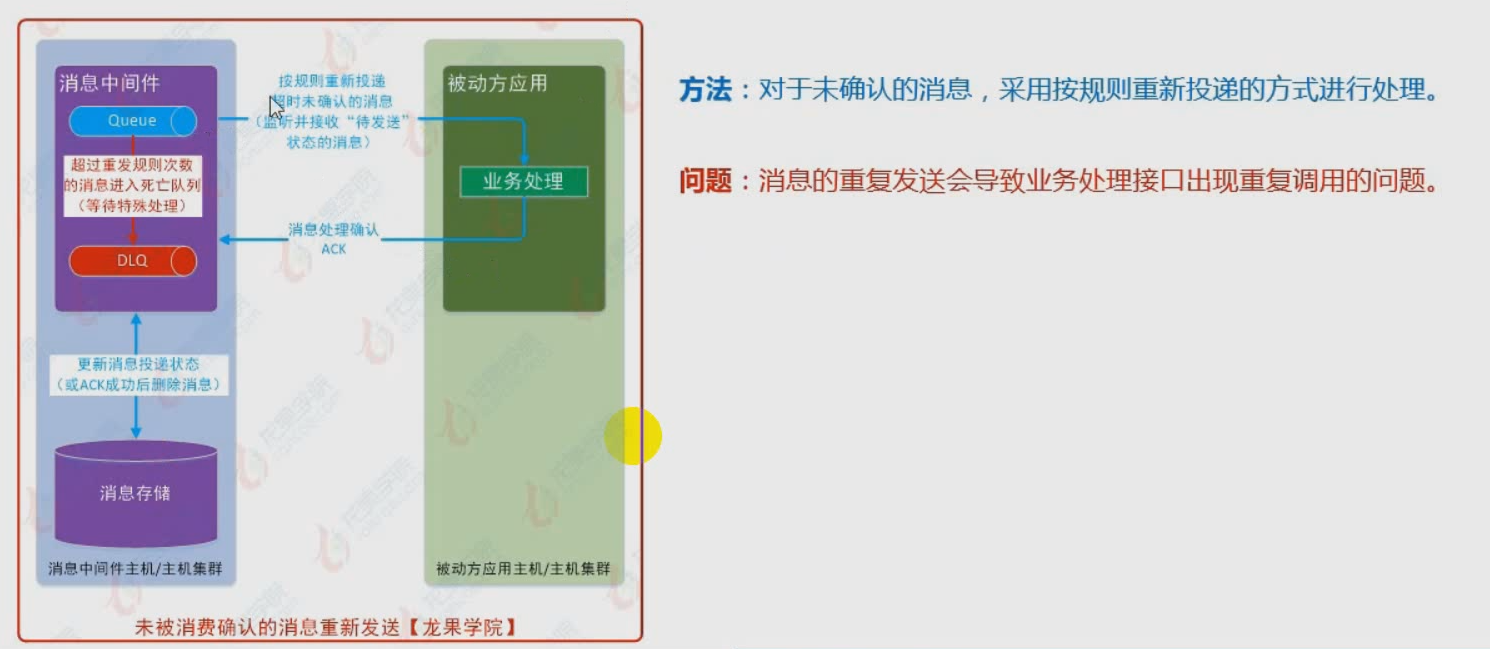 消息中间件
Queue
超过重发规则次数
的消息进入死亡队列
（等待特殊处理）
DLQ
更新消息投递状态
（或ACK成功后删除消息）
消息存储
消息中间件主机/主机集群
按规则重新投递
超时未确认的消息
（监听并接收“待发送”
状态的消息）
消息处理确认
ACK
被动方应用
业务处理
被动方应用主机/主机集群
未被消费确认的消息重新发送【龙果学院】
方法：对于未确认的消息，采用按规则重新投递的方式进行处理。
问题：消息的重复发送会导致业务处理接口出现重复调用的问题。